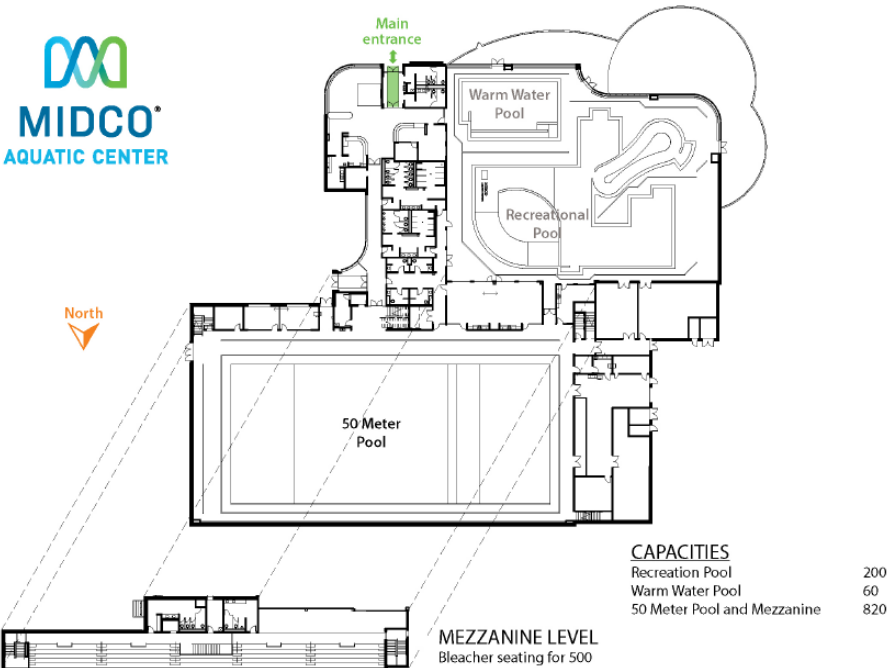 Main
entrance
MIDCO®
AQUATIC CENTER
Warm Water
Pool
Recreational
Pool
North
50 Meter
Pool
CAPACITIES
Recreation Pool 200
Warm Water Pool 60
50 Meter Pool and Mezzanine 820
MEZZANINE LEVEL
Bleacher seating for 500